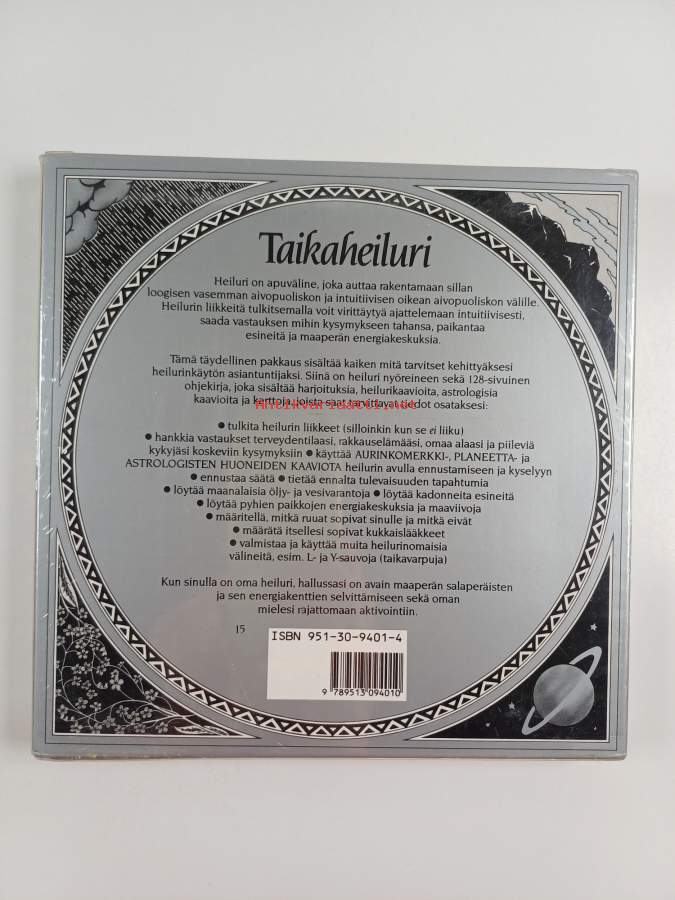 Taikaheiluri
Heiluri on apuväline, joka auttaa rakentamaan sillan
loogisen vasemman aivopuoliskon ja intuitiivisen oikean aivopuoliskon välille.
Heilurin liikkeitä tulkitsemalla voit virittäytyä ajattelemaan intuitiivisesti,
saada vastauksen mihin kysymykseen tahansa, paikantaa
esineitä ja maaperän energiakeskuksia.
Tämä täydellinen pakkaus sisältää kaiken mitä tarvitset kehittyäksesi
heilurinkäytön asiantuntijaksi. Siinä on heiluri nyöreineen sekä 128-sivuinen
ohjekirja, joka sisältää harjoituksia, heilurikaavioita, astrologisia
kaavioita ja kerttoja, joista saat tarvittavat tiedot osataksesi:
Antikvariaatti.net
• tulkita heilurin liikkeet (silloinkin kun se ei liiku)
• hankkia vastaukset terveydentilaasi, rakkauselämääsi, omaa alaasi ja pileviä
kykyjäsi koskeviin kysymyksiin • käyttää AURINKOMERKKI-, PLANEETTA- ja
ASTROLOGISTEN HUONEIDEN KAAVIOTA heilurin avulla ennustamiseen ja kyselyyn
• ennustaa säätä • tietää ennalta tulevaisuuden tapahtumia
• löytää maanalaisia öljy- ja vesivarantoja • löytää kadonneita esineitä
• löytää pyhien paikkojen energiakeskuksia ja maaviivoja
• määritellä, mitkä ruuat sopivat sinulle ja mitkä eivät
• määrätä itsellesi sopivat kukkaislääkkeet
• valmistaa ja käyttää muita heilurinomaisia
välineitä, esim. L- ja Y-sauvoja (taikavarpuja)
Kun sinulla on oma heiluri, hallussasi on avain maaperän salaperäisten
ja sen energiakenttien selvittämiseen sekä oman
mielesi rajattomaan aktivointiin.
15
ISBN 951-30-9401-4
9 789513 094010